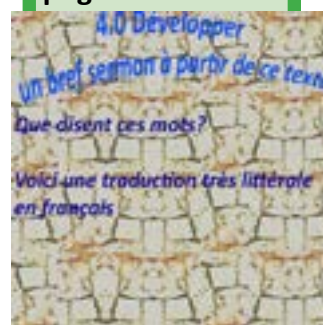 4.0 Développer
un bref sermon à partir de ce texte
Que disent ces mots?
Voici une traduction très littérale
en français